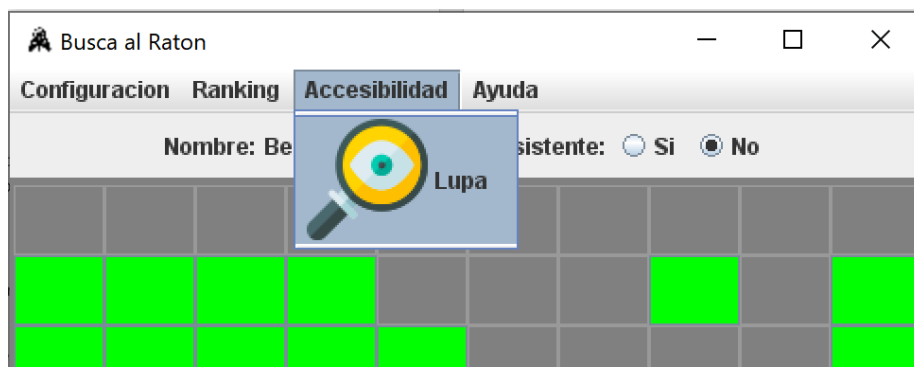 Busca al Raton
Configuracion Ranking Accesibilidad Ayuda
Nombre: Be sistente: Si No
Lupa